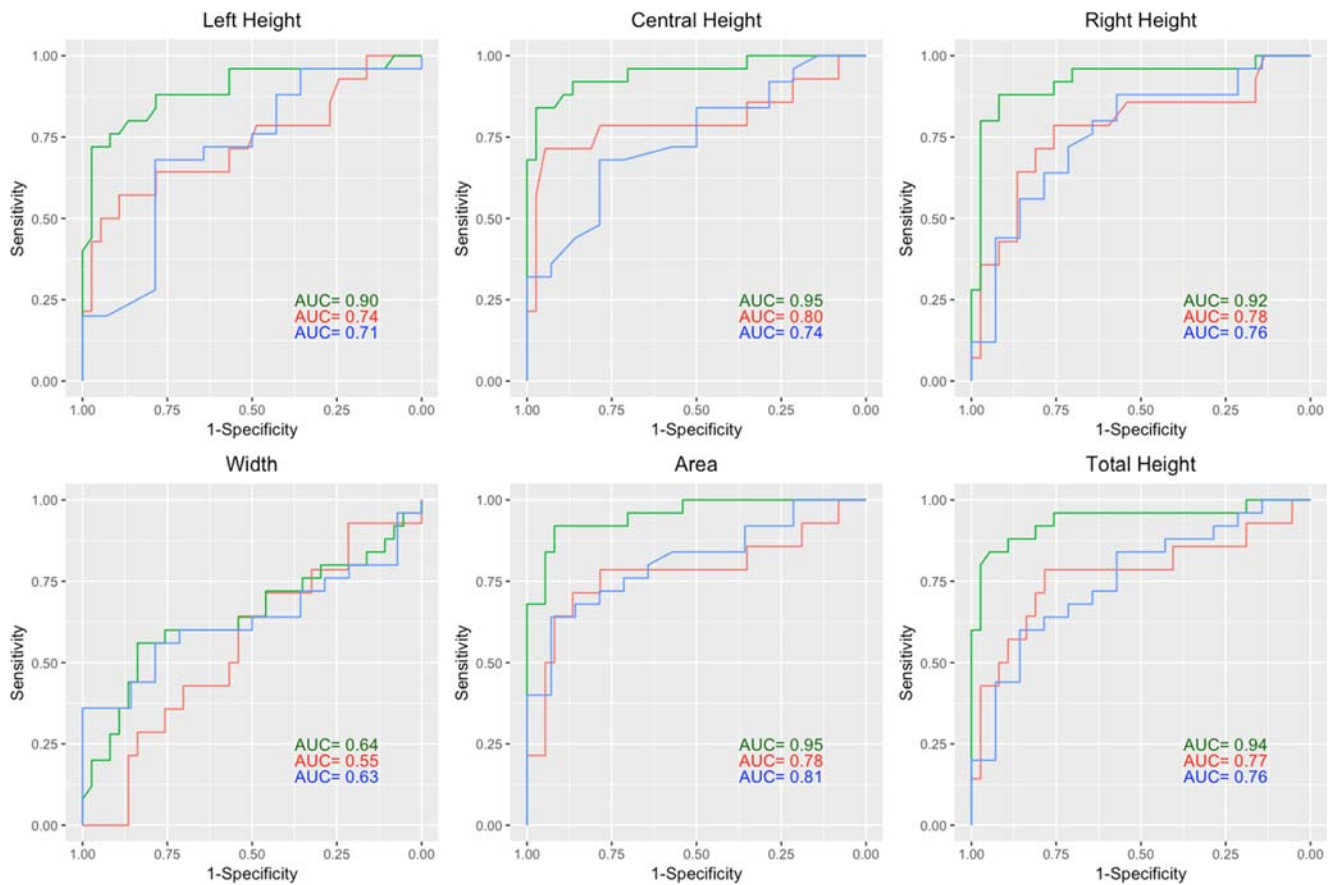 Left Height
Central Height
Right Height
1.00
0.75
0.50
0.25
0.00
Sensitivity
AUC= 0.90
AUC= 0.74
AUC= 0.71
1.00
0.75
0.50
0.25
0.00
1-Specificity
1.00
0.75
0.50
0.25
0.00
Sensitivity
AUC= 0.95
AUC= 0.80
AUC= 0.74
1.00
0.75
0.50
0.25
0.00
1-Specificity
1.00
0.75
0.50
0.25
0.00
Sensitivity
AUC= 0.92
AUC= 0.78
AUC= 0.76
1.00
0.75
0.50
0.25
0.00
1-Specificity
Width
Area
Total Height
1.00
0.75
0.50
0.25
0.00
Sensitivity
AUC= 0.64
AUC= 0.55
AUC= 0.63
1.00
0.75
0.50
0.25
0.00
1-Specificity
1.00
0.75
0.50
0.25
0.00
Sensitivity
AUC= 0.95
AUC= 0.78
AUC= 0.81
1.00
0.75
0.50
0.25
0.00
1-Specificity
1.00
0.75
0.50
0.25
0.00
Sensitivity
AUC= 0.94
AUC= 0.77
AUC= 0.76
1.00
0.75
0.50
0.25
0.00
1-Specificity